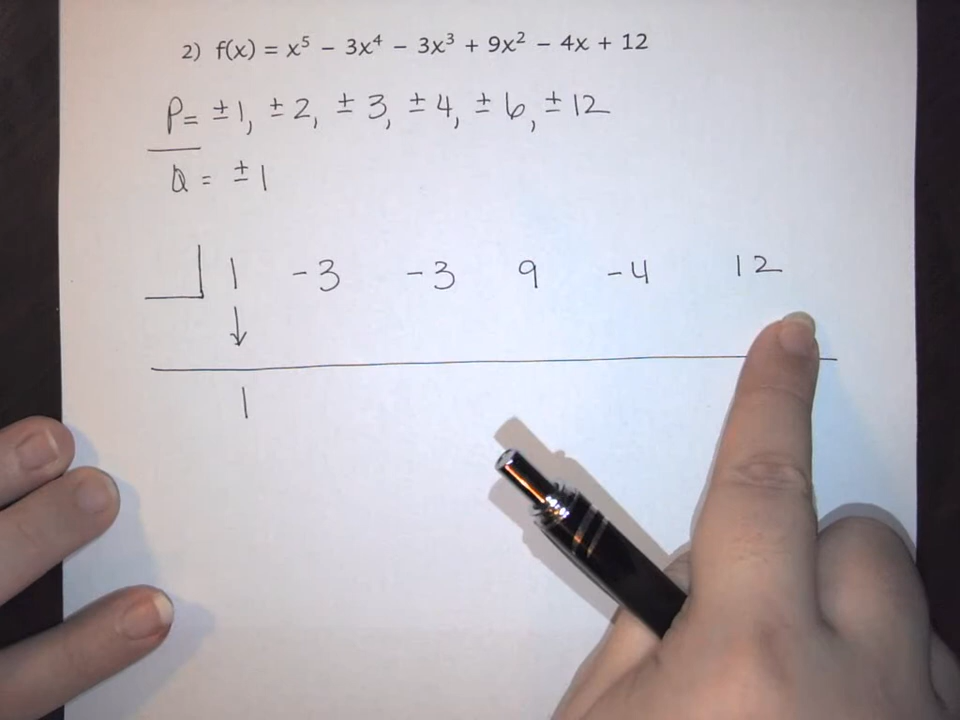 2) f(x) = x⁵ − 3x⁴ − 3x³ + 9x² − 4x + 12
P = ±1, ±2, ±3, ±4, ±6, ±12
Q = ±1
1 -3 -3 9 -4 12
1